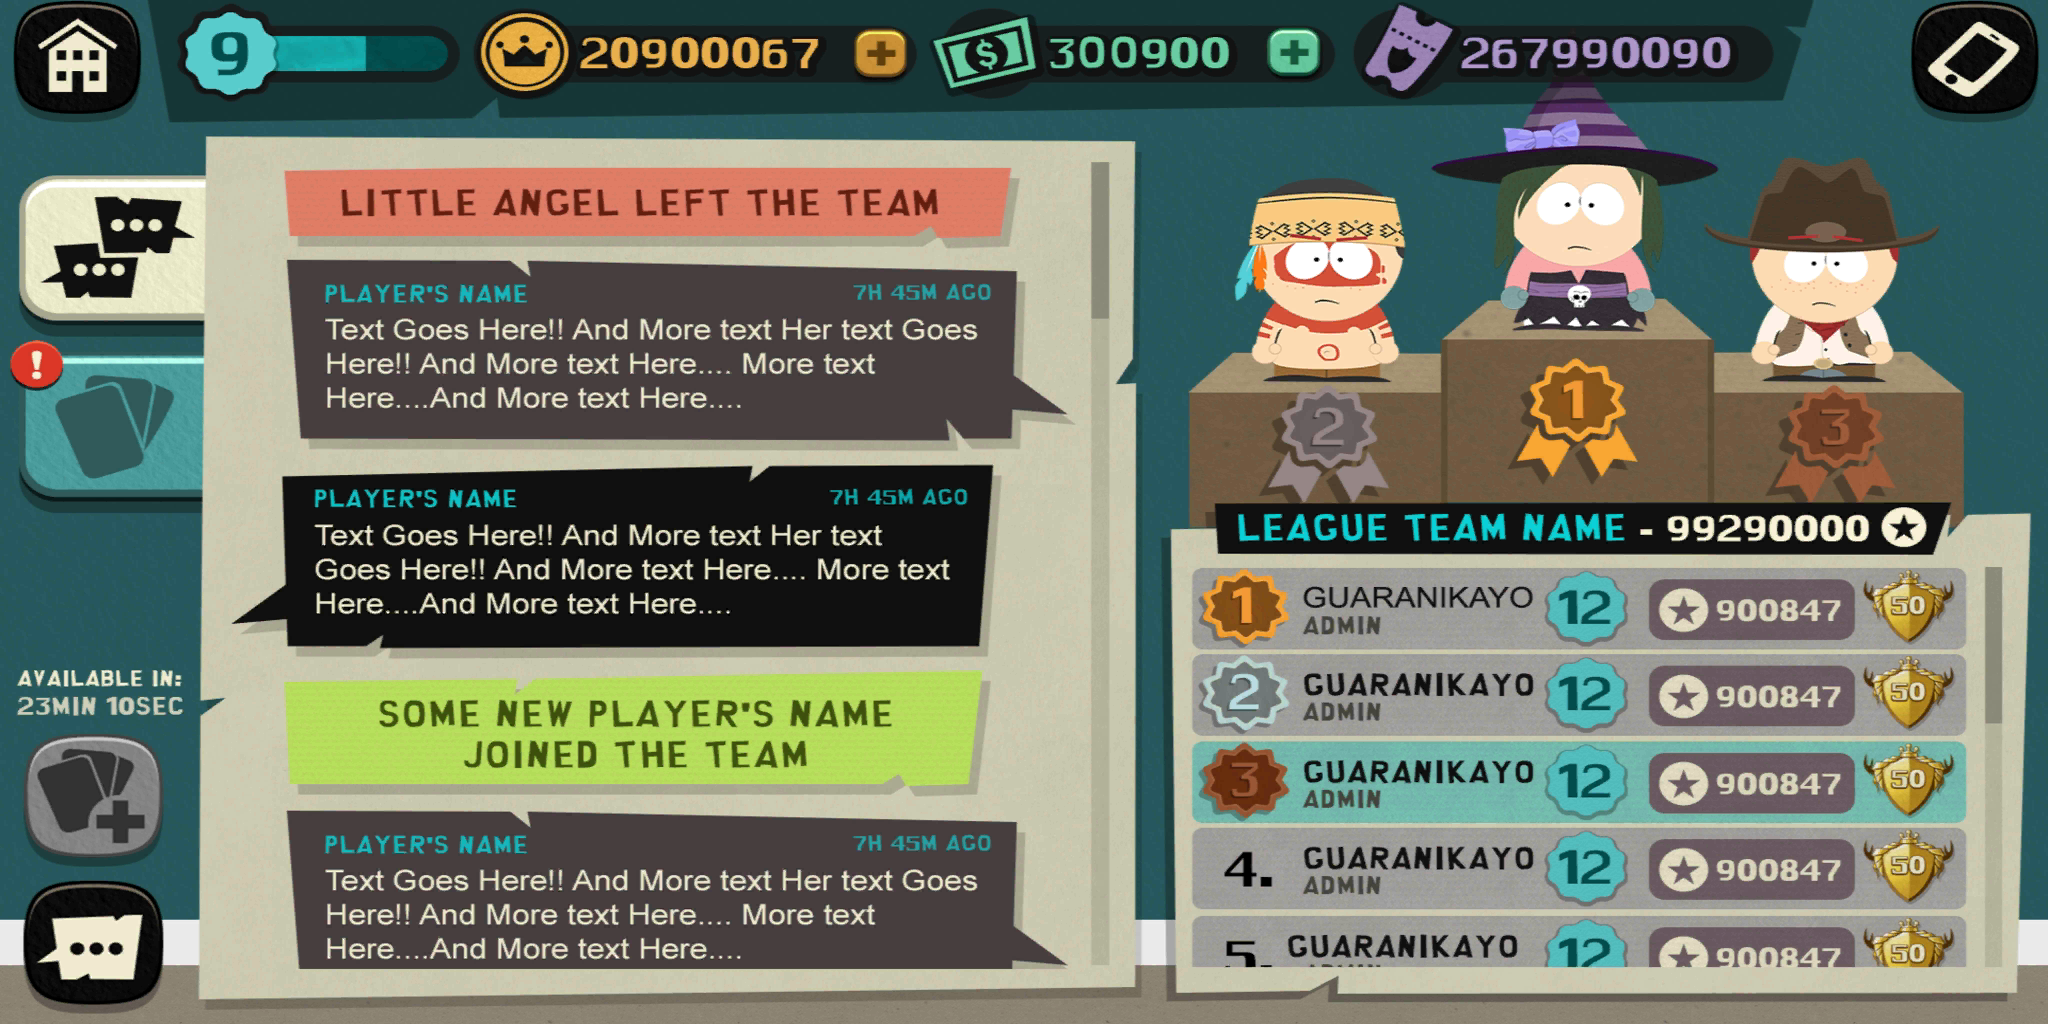 9
20900067
300900
267990090
LITTLE ANGEL LEFT THE TEAM
PLAYER'S NAME 7H 45M AGO
Text Goes Here!! And More text Her text Goes
Here!! And More text Here.... More text
Here....And More text Here....
PLAYER'S NAME 7H 45M AGO
Text Goes Here!! And More text Her text
Goes Here!! And More text Here.... More text
Here....And More text Here....
SOME NEW PLAYER'S NAME
JOINED THE TEAM
PLAYER'S NAME 7H 45M AGO
Text Goes Here!! And More text Her text Goes
Here!! And More text Here.... More text
Here....And More text Here....
!
AVAILABLE IN:
23MIN 10SEC
2 1 3
LEAGUE TEAM NAME - 99290000
1 GUARANIKAYO 12 900847 50
ADMIN
2 GUARANIKAYO 12 900847 50
ADMIN
3 GUARANIKAYO 12 900847 50
ADMIN
4. GUARANIKAYO 12 900847 50
ADMIN
5. GUARANIKAYO 12 900847 50